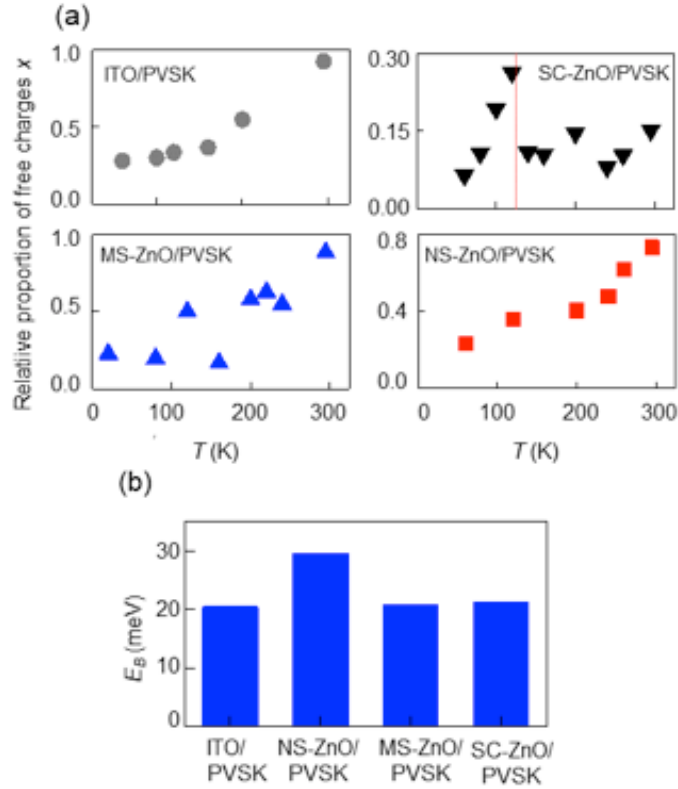 (a)
Relatiive proportion of free charges x
1.0
0.5
0.0
ITO/PVSK
0.30
0.15
0.00
SC-ZnO/PVSK
1.0
0.5
0.0
MS-ZnO/PVSK
0 100 200 300
T (K)
0.8
0.4
0.0
NS-ZnO/PVSK
0 100 200 300
T (K)
(b)
E_B (meV)
30
20
10
0
ITO/ NS-ZnO/ MS-ZnO/ SC-ZnO/
PVSK PVSK PVSK PVSK